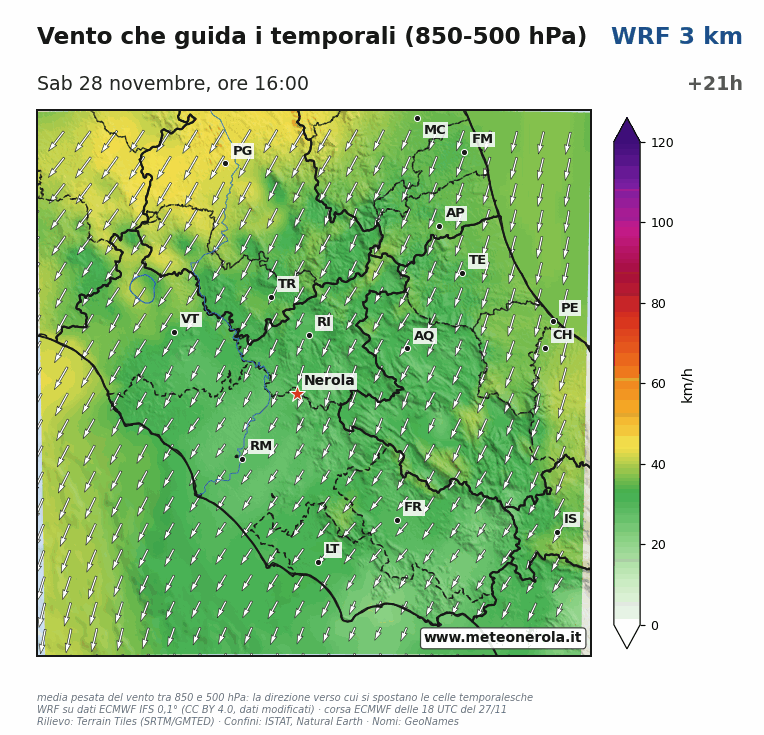 Vento che guida i temporali (850-500 hPa) WRF 3 km
Sab 28 novembre, ore 16:00 +21h
MC
FM
PG
AP
TE
TR
PE
VT
RI
CH
AQ
Nerola
RM
FR
IS
LT
www.meteonerola.it
120
100
80
60
40
20
0
km/h
media pesata del vento tra 850 e 500 hPa: la direzione verso cui si spostano le celle temporalesche
WRF su dati ECMWF IFS 0,1° (CC BY 4.0, dati modificati) · corsa ECMWF delle 18 UTC del 27/11
Rilievo: Terrain Tiles (SRTM/GMTED) · Confini: ISTAT, Natural Earth · Nomi: GeoNames